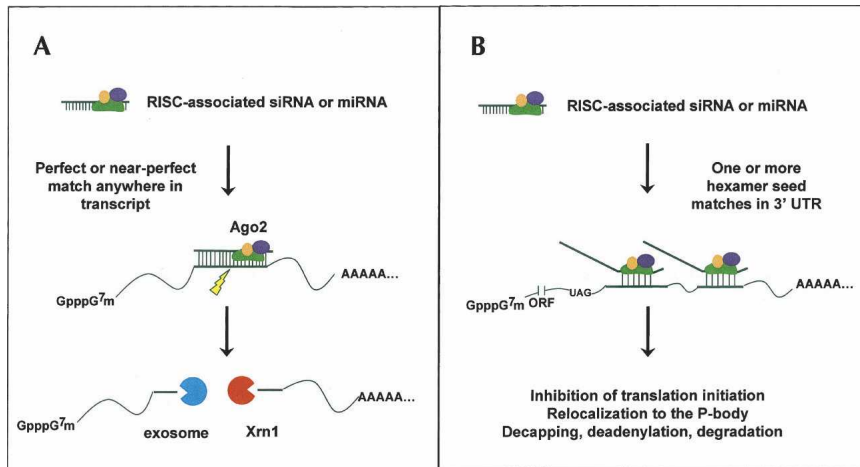 A
RISC-associated siRNA or miRNA
Perfect or near-perfect
match anywhere in
transcript
Ago2
GpppG7m
AAAAA...
GpppG7m
exosome
Xrn1
AAAAA...
B
RISC-associated siRNA or miRNA
One or more
hexamer seed
matches in 3' UTR
GpppG7m
ORF
UAG
AAAAA...
Inhibition of translation initiation
Relocalization to the P-body
Decapping, deadenylation, degradation